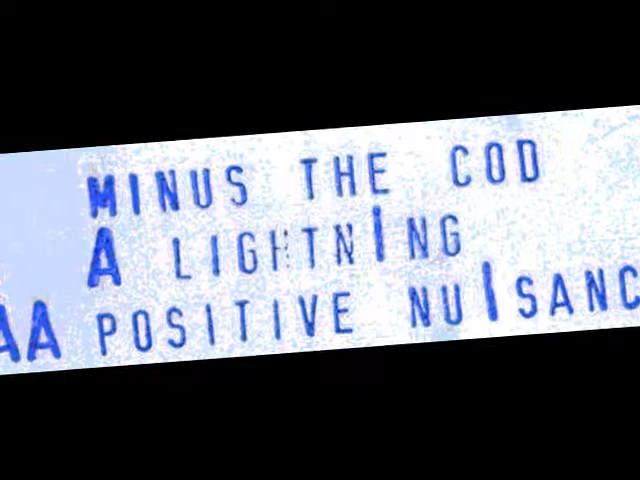 MINUS THE COD
A LIGHTNING
AA POSITIVE NUISANC